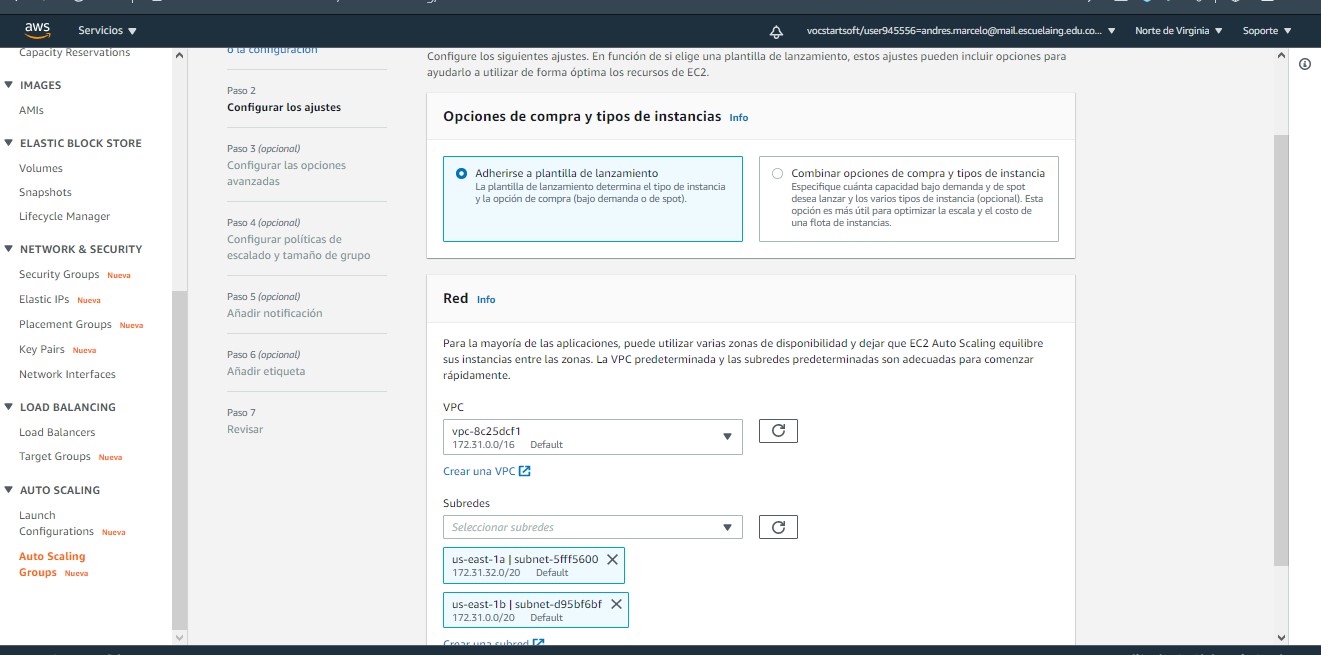 aws
Servicios
vocstartsoft/user945556=andres.marcelo@mail.escuelaing.edu.co...
Norte de Virginia
Soporte
Capacity Reservations
IMAGES
AMIs
ELASTIC BLOCK STORE
Volumes
Snapshots
Lifecycle Manager
NETWORK & SECURITY
Security Groups Nueva
Elastic IPs Nueva
Placement Groups Nueva
Key Pairs Nueva
Network Interfaces
LOAD BALANCING
Load Balancers
Target Groups Nueva
AUTO SCALING
Launch
Configurations Nueva
Auto Scaling
Groups Nueva
o la configuración
Paso 2
Configurar los ajustes
Paso 3 (opcional)
Configurar las opciones
avanzadas
Paso 4 (opcional)
Configurar políticas de
escalado y tamaño de grupo
Paso 5 (opcional)
Añadir notificación
Paso 6 (opcional)
Añadir etiqueta
Paso 7
Revisar
Configure los siguientes ajustes. En función de si elige una plantilla de lanzamiento, estos ajustes pueden incluir opciones para
ayudarlo a utilizar de forma óptima los recursos de EC2.
Opciones de compra y tipos de instancias Info
Adherirse a plantilla de lanzamiento
La plantilla de lanzamiento determina el tipo de instancia
y la opción de compra (bajo demanda o de spot).
Combinar opciones de compra y tipos de instancia
Especifique cuánta capacidad bajo demanda y de spot
desea lanzar y los varios tipos de instancia (opcional). Esta
opción es más útil para optimizar la escala y el costo de
una flota de instancias.
Red Info
Para la mayoría de las aplicaciones, puede utilizar varias zonas de disponibilidad y dejar que EC2 Auto Scaling equilibre
sus instancias entre las zonas. La VPC predeterminada y las subredes predeterminadas son adecuadas para comenzar
rápidamente.
VPC
vpc-8c25dcf1
172.31.0.0/16 Default
Crear una VPC
Subredes
Seleccionar subredes
us-east-1a | subnet-5fff5600
172.31.32.0/20 Default
us-east-1b | subnet-d95bf6bf
172.31.0.0/20 Default
Crear una subred